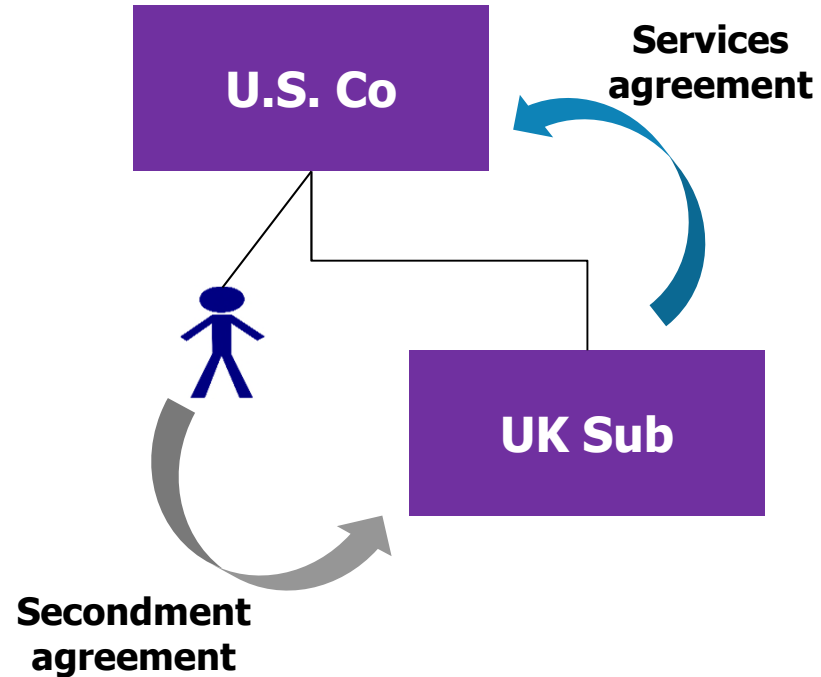 Services
agreement
U.S. Co
UK Sub
Secondment
agreement